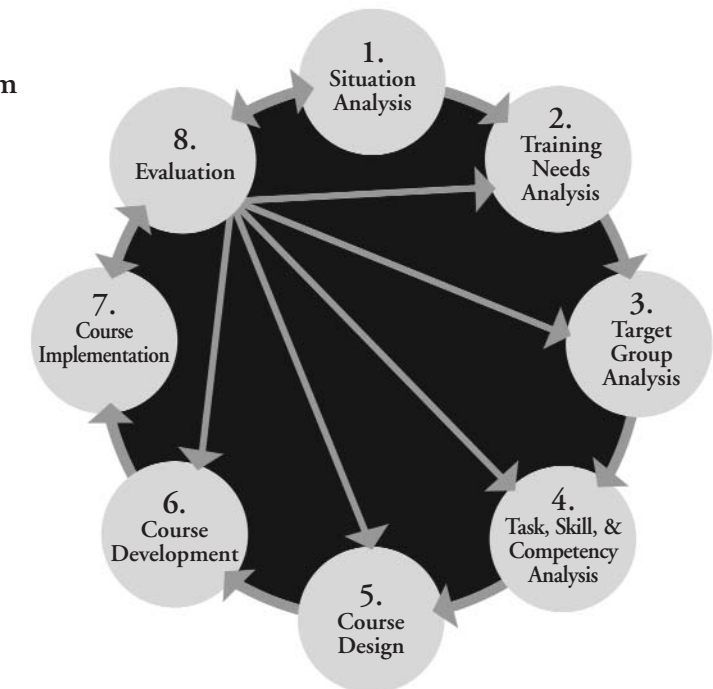 m
1.
Situation
Analysis
2.
Training
Needs
Analysis
3.
Target
Group
Analysis
4.
Task, Skill, &
Competency
Analysis
5.
Course
Design
6.
Course
Development
7.
Course
Implementation
8.
Evaluation